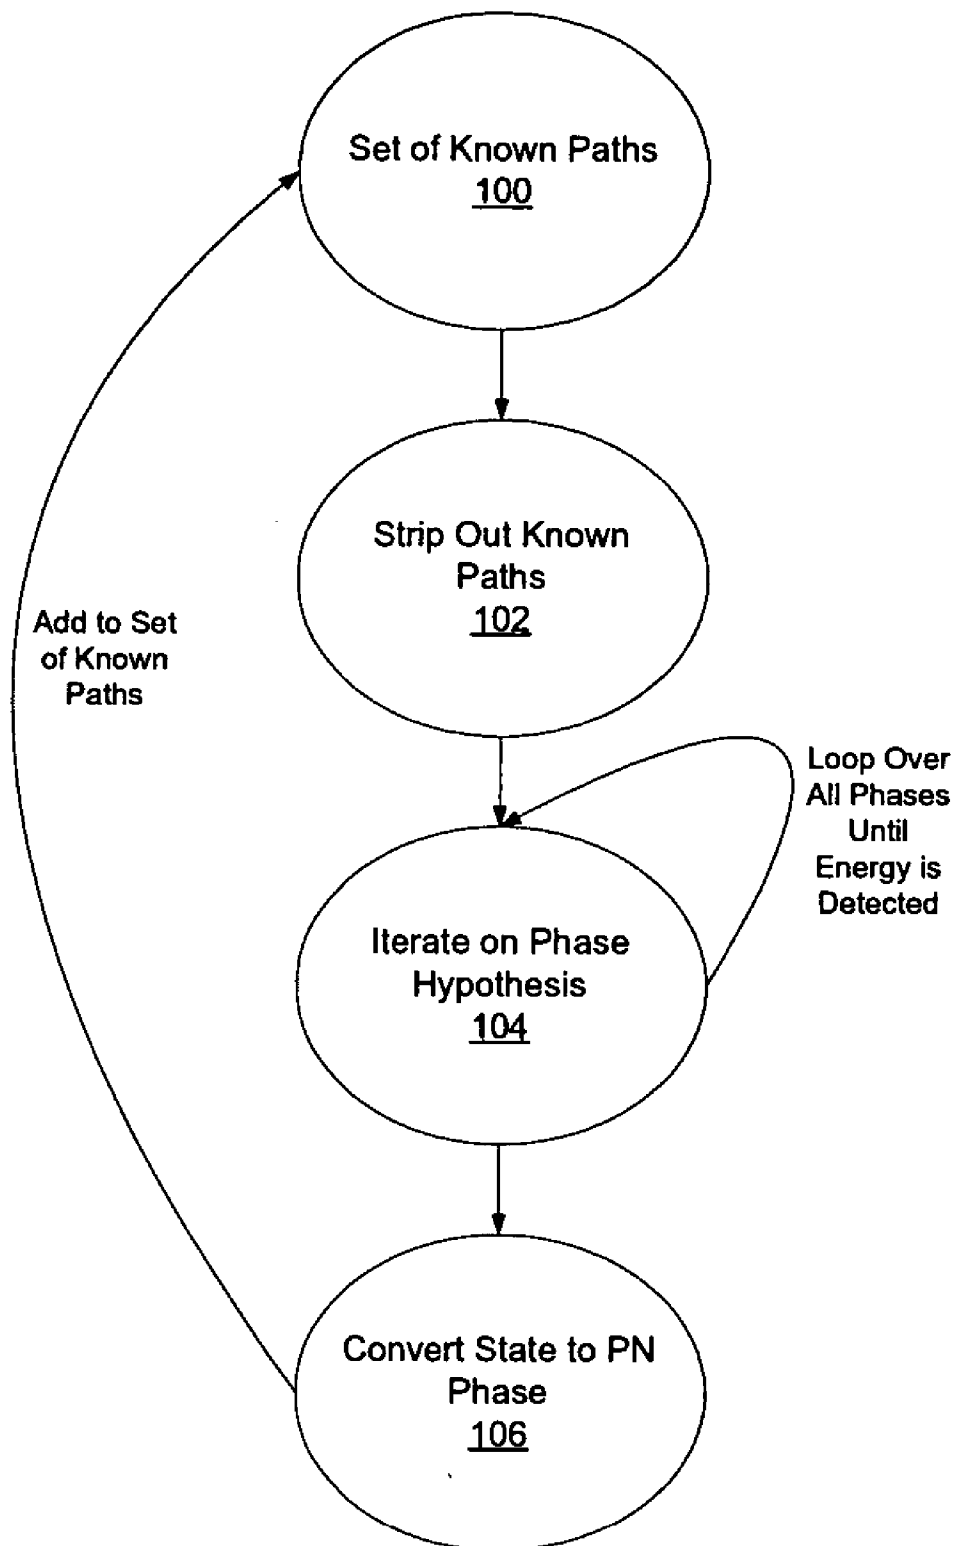 Set of Known Paths
100
Strip Out Known
Paths
102
Add to Set
of Known
Paths
Loop Over
All Phases
Until
Energy is
Detected
Iterate on Phase
Hypothesis
104
Convert State to PN
Phase
106